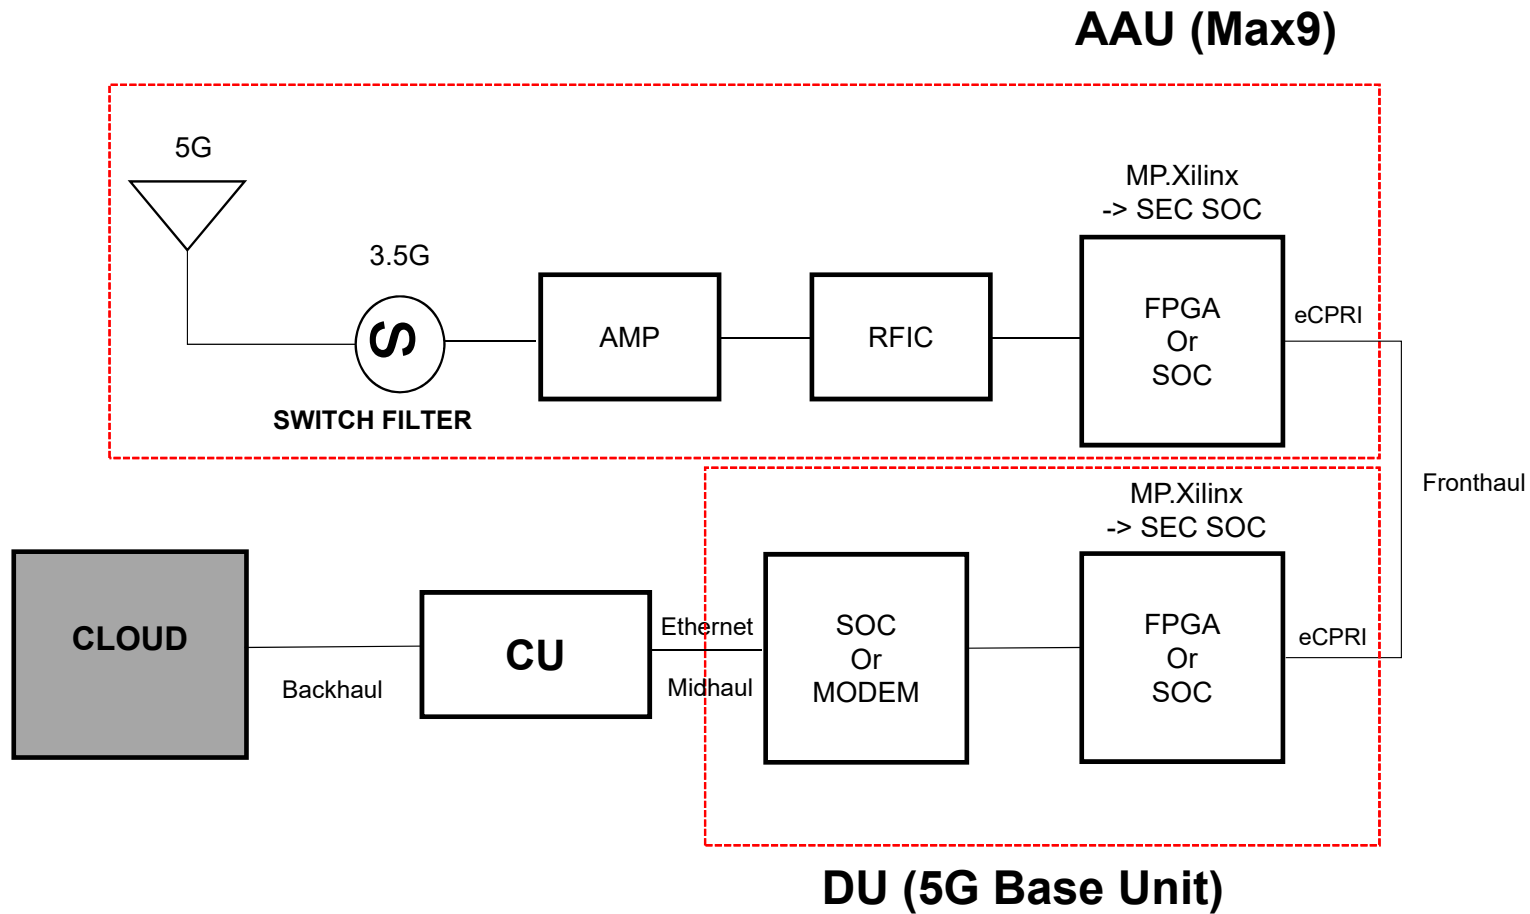 AAU (Max9)
5G
3.5G
S
SWITCH FILTER
AMP
RFIC
MP.Xilinx
-> SEC SOC
FPGA
Or
SOC
eCPRI
Fronthaul
MP.Xilinx
-> SEC SOC
FPGA
Or
SOC
eCPRI
SOC
Or
MODEM
Ethernet
Midhaul
CU
Backhaul
CLOUD
DU (5G Base Unit)